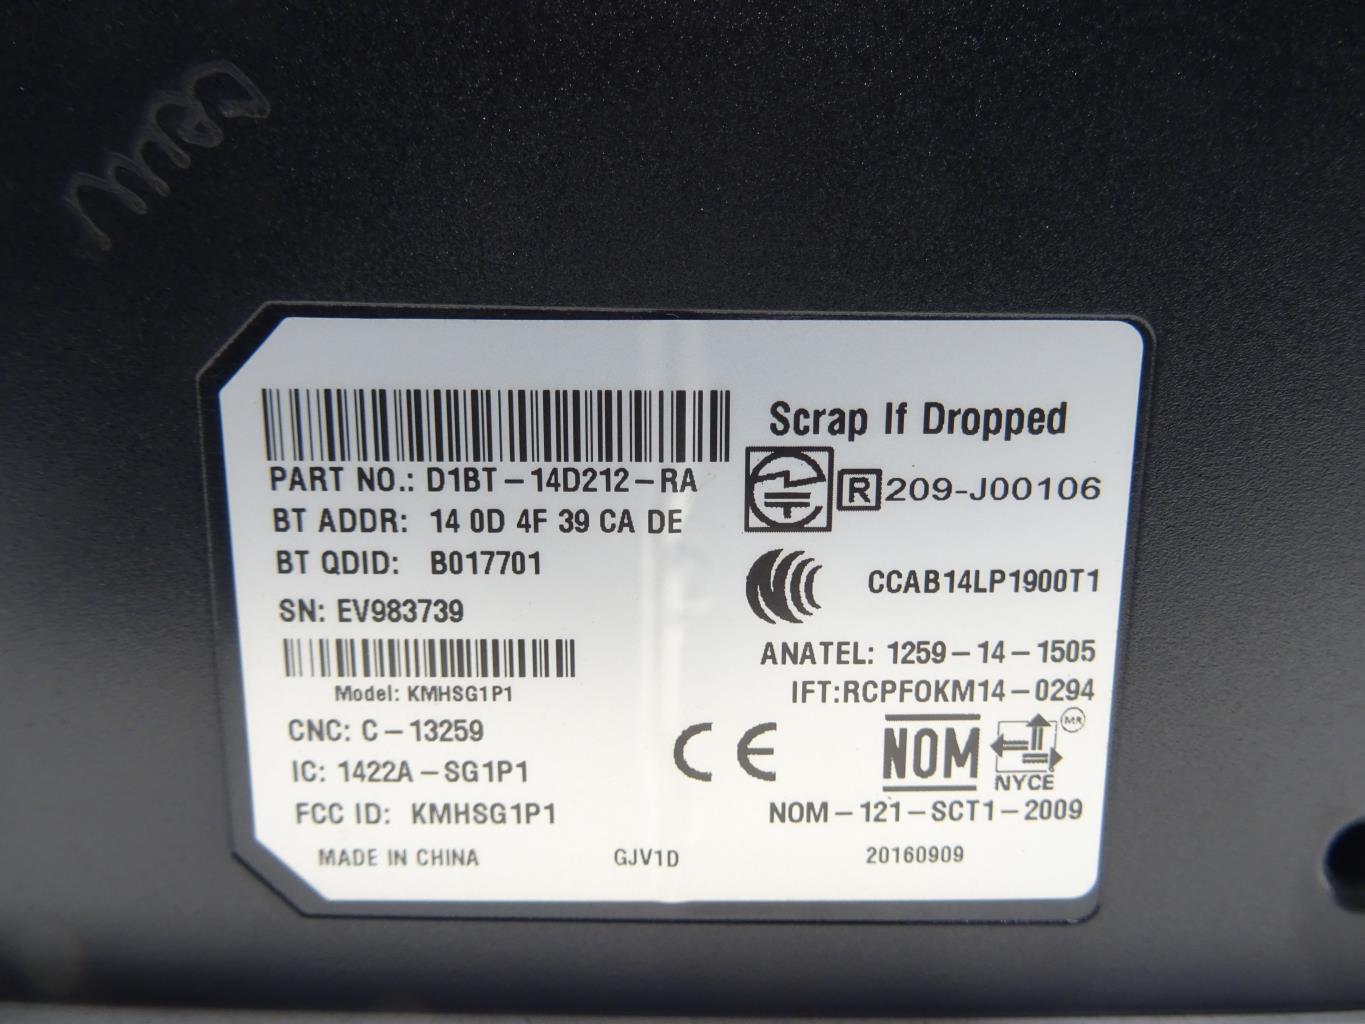 Scrap If Dropped
PART NO.: D1BT-14D212-RA
R 209-J00106
BT ADDR: 14 0D 4F 39 CA DE
BT QDID: B017701
CCAB14LP1900T1
SN: EV983739
ANATEL: 1259-14-1505
Model: KMHSG1P1
IFT:RCPFOKM14-0294
CNC: C-13259
CE
NOM
MR
NYCE
IC: 1422A-SG1P1
FCC ID: KMHSG1P1
NOM-121-SCT1-2009
MADE IN CHINA
GJV1D
20160909